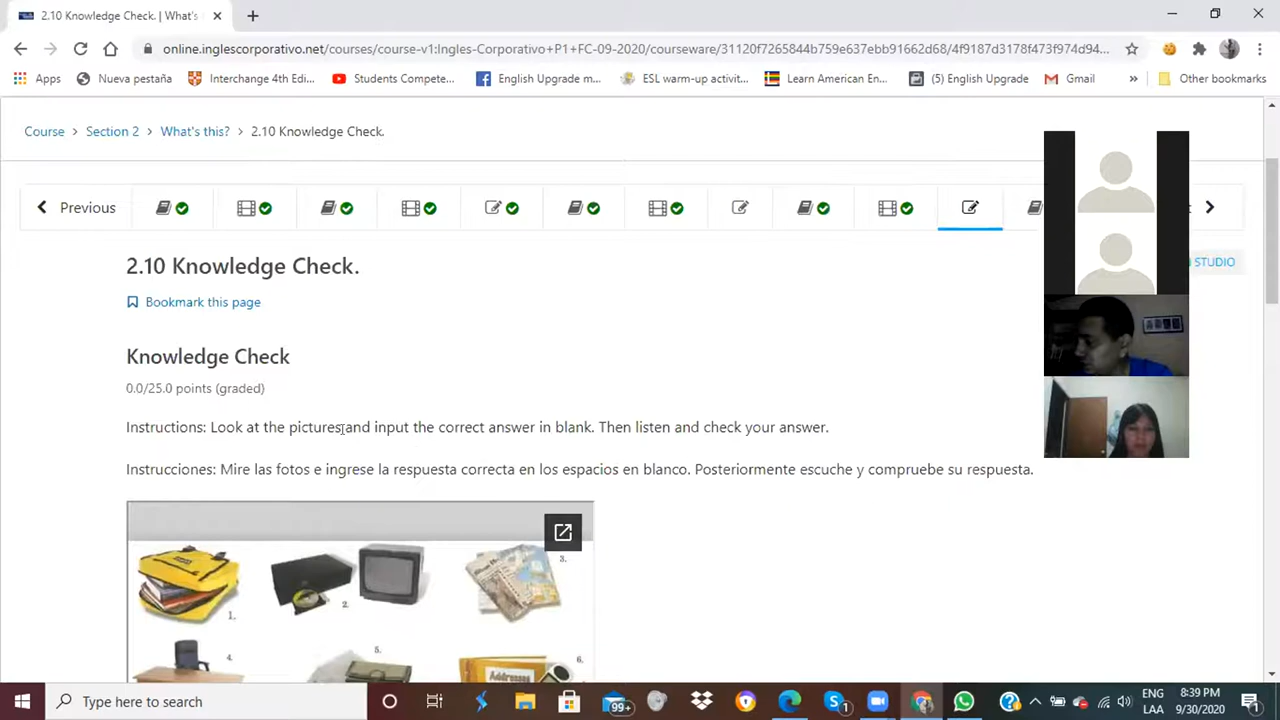 2.10 Knowledge Check. | What's
online.inglescorporativo.net/courses/course-v1:Ingles-Corporativo+P1+FC-09-2020/courseware/31120f7265844b759e637ebb91662d68/4f9187d3178f473f974d94...
Apps Nueva pestaña Interchange 4th Edi... Students Compete... English Upgrade m... ESL warm-up activit... Learn American En... (5) English Upgrade Gmail » Other bookmarks
Course > Section 2 > What's this? > 2.10 Knowledge Check.
Previous
2.10 Knowledge Check.
STUDIO
Bookmark this page
Knowledge Check
0.0/25.0 points (graded)
Instructions: Look at the pictures and input the correct answer in blank. Then listen and check your answer.
Instrucciones: Mire las fotos e ingrese la respuesta correcta en los espacios en blanco. Posteriormente escuche y compruebe su respuesta.
1.
2.
3.
4.
5.
6.
Addresses
Type here to search
99+
1
ENG
LAA
8:39 PM
9/30/2020
1